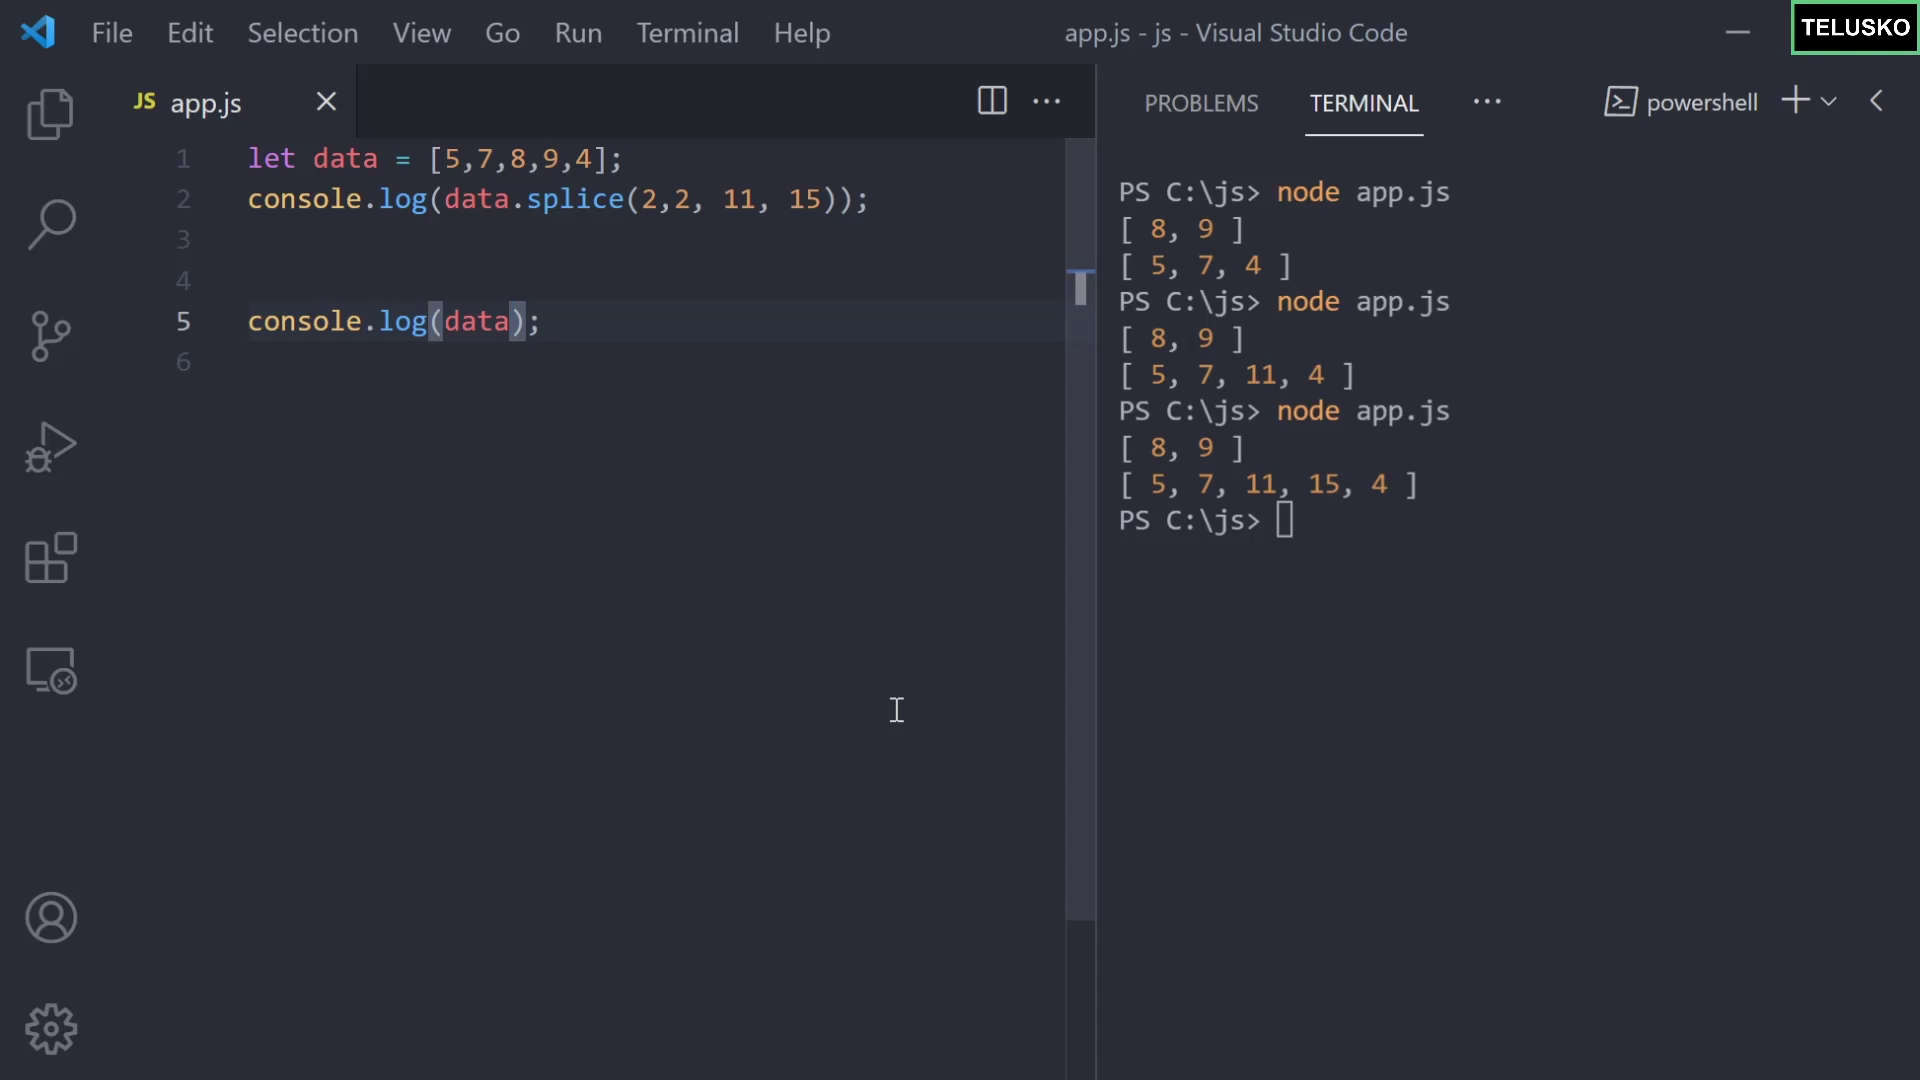 File Edit Selection View Go Run Terminal Help app.js - js - Visual Studio Code TELUSKO
JS app.js
1 let data = [5,7,8,9,4];
2 console.log(data.splice(2,2, 11, 15));
3
4
5 console.log(data);
6
PROBLEMS TERMINAL powershell
PS C:\js> node app.js
[ 8, 9 ]
[ 5, 7, 4 ]
PS C:\js> node app.js
[ 8, 9 ]
[ 5, 7, 11, 4 ]
PS C:\js> node app.js
[ 8, 9 ]
[ 5, 7, 11, 15, 4 ]
PS C:\js>